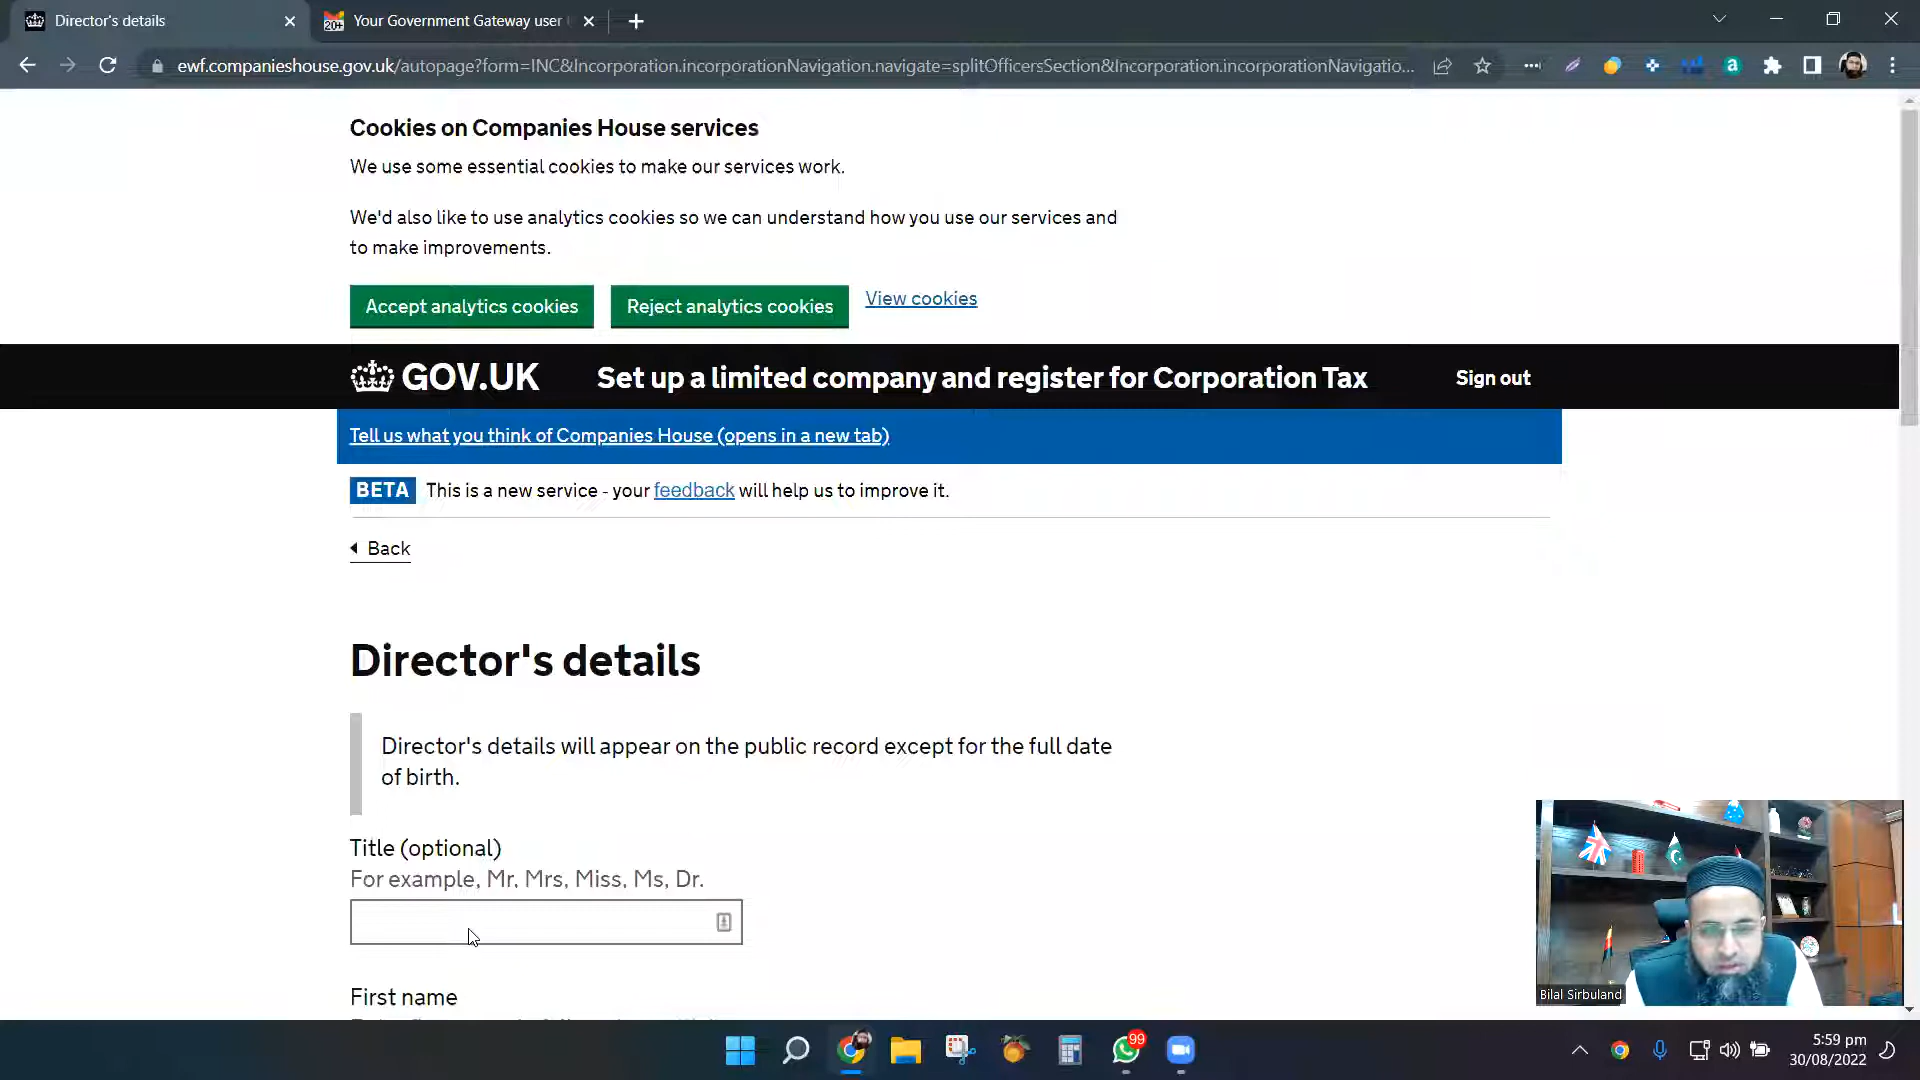 Director's details
Your Government Gateway user
20+
ewf.companieshouse.gov.uk/autopage?form=INC&Incorporation.incorporationNavigation.navigate=splitOfficersSection&Incorporation.incorporationNavigatio...
Cookies on Companies House services
We use some essential cookies to make our services work.
We'd also like to use analytics cookies so we can understand how you use our services and
to make improvements.
Accept analytics cookies
Reject analytics cookies
View cookies
GOV.UK
Set up a limited company and register for Corporation Tax
Sign out
Tell us what you think of Companies House (opens in a new tab)
BETA This is a new service - your feedback will help us to improve it.
Back
Director's details
Director's details will appear on the public record except for the full date
of birth.
Title (optional)
For example, Mr, Mrs, Miss, Ms, Dr.
First name
Bilal Sirbuland
99
5:59 pm
30/08/2022